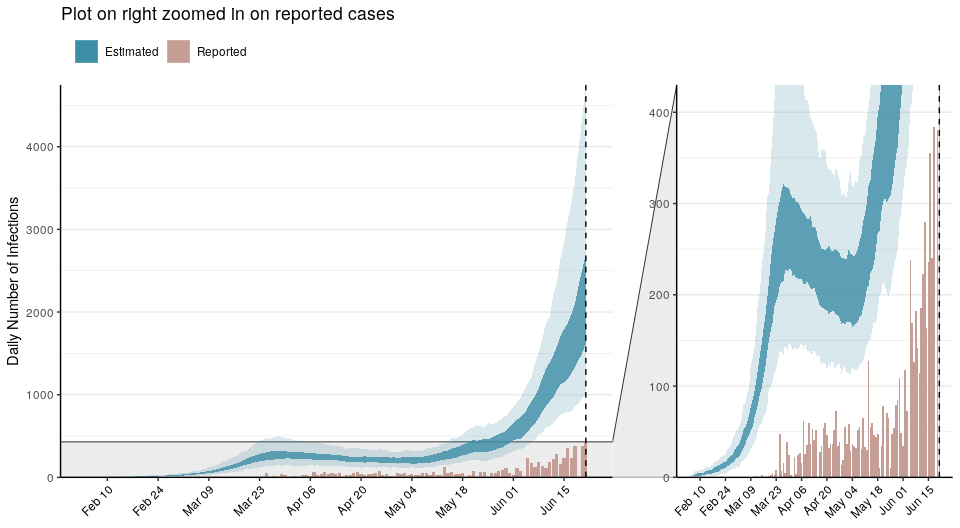 Plot on right zoomed in on reported cases
Estimated Reported
Daily Number of Infections
4000
3000
2000
1000
0
Feb 10 Feb 24 Mar 09 Mar 23 Apr 06 Apr 20 May 04 May 18 Jun 01 Jun 15
400
300
200
100
0
Feb 10 Feb 24 Mar 09 Mar 23 Apr 06 Apr 20 May 04 May 18 Jun 01 Jun 15